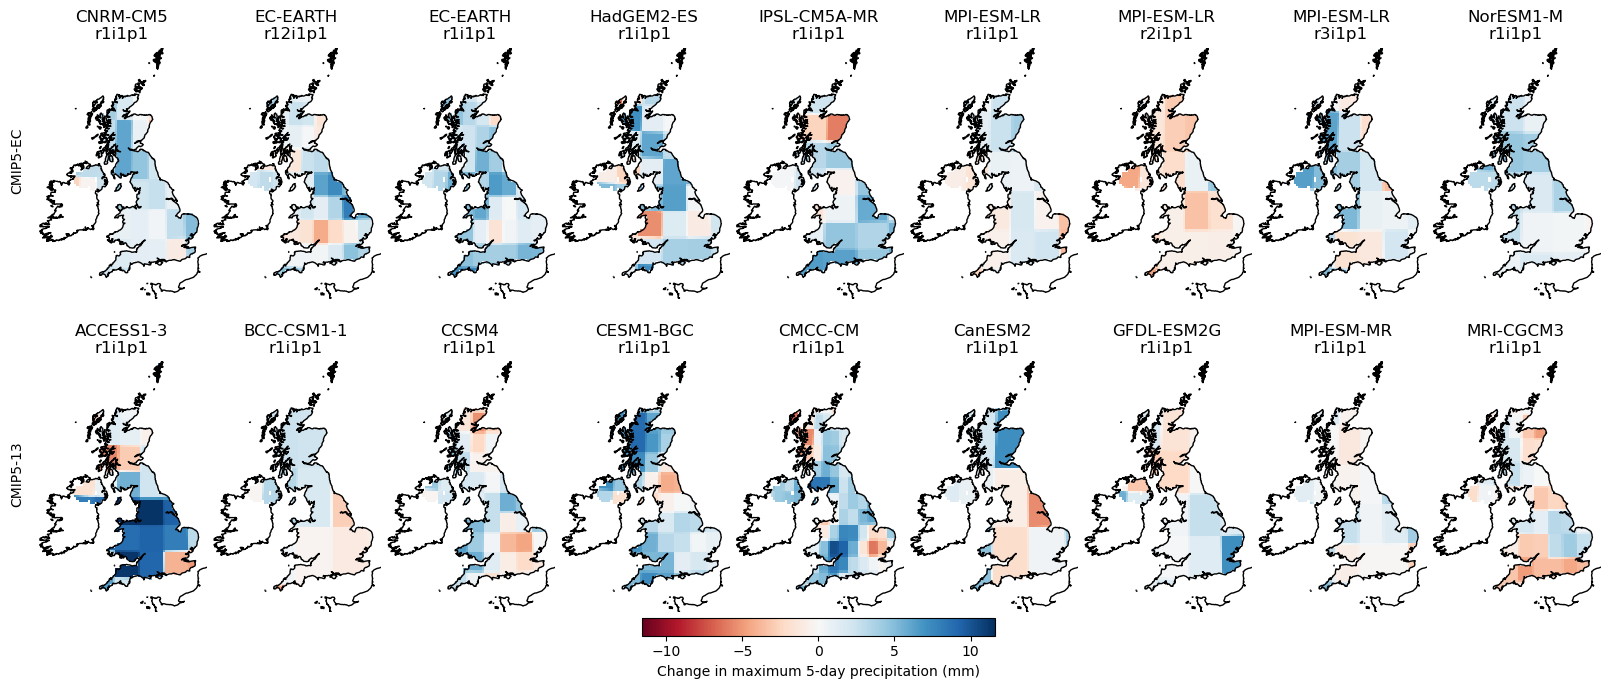 CNRM-CM5 EC-EARTH EC-EARTH HadGEM2-ES IPSL-CM5A-MR MPI-ESM-LR MPI-ESM-LR MPI-ESM-LR NorESM1-M
r1i1p1 r12i1p1 r1i1p1 r1i1p1 r1i1p1 r1i1p1 r2i1p1 r3i1p1 r1i1p1
CMIP5-EC
ACCESS1-3 BCC-CSM1-1 CCSM4 CESM1-BGC CMCC-CM CanESM2 GFDL-ESM2G MPI-ESM-MR MRI-CGCM3
r1i1p1 r1i1p1 r1i1p1 r1i1p1 r1i1p1 r1i1p1 r1i1p1 r1i1p1 r1i1p1
CMIP5-13
−10 −5 0 5 10
Change in maximum 5-day precipitation (mm)